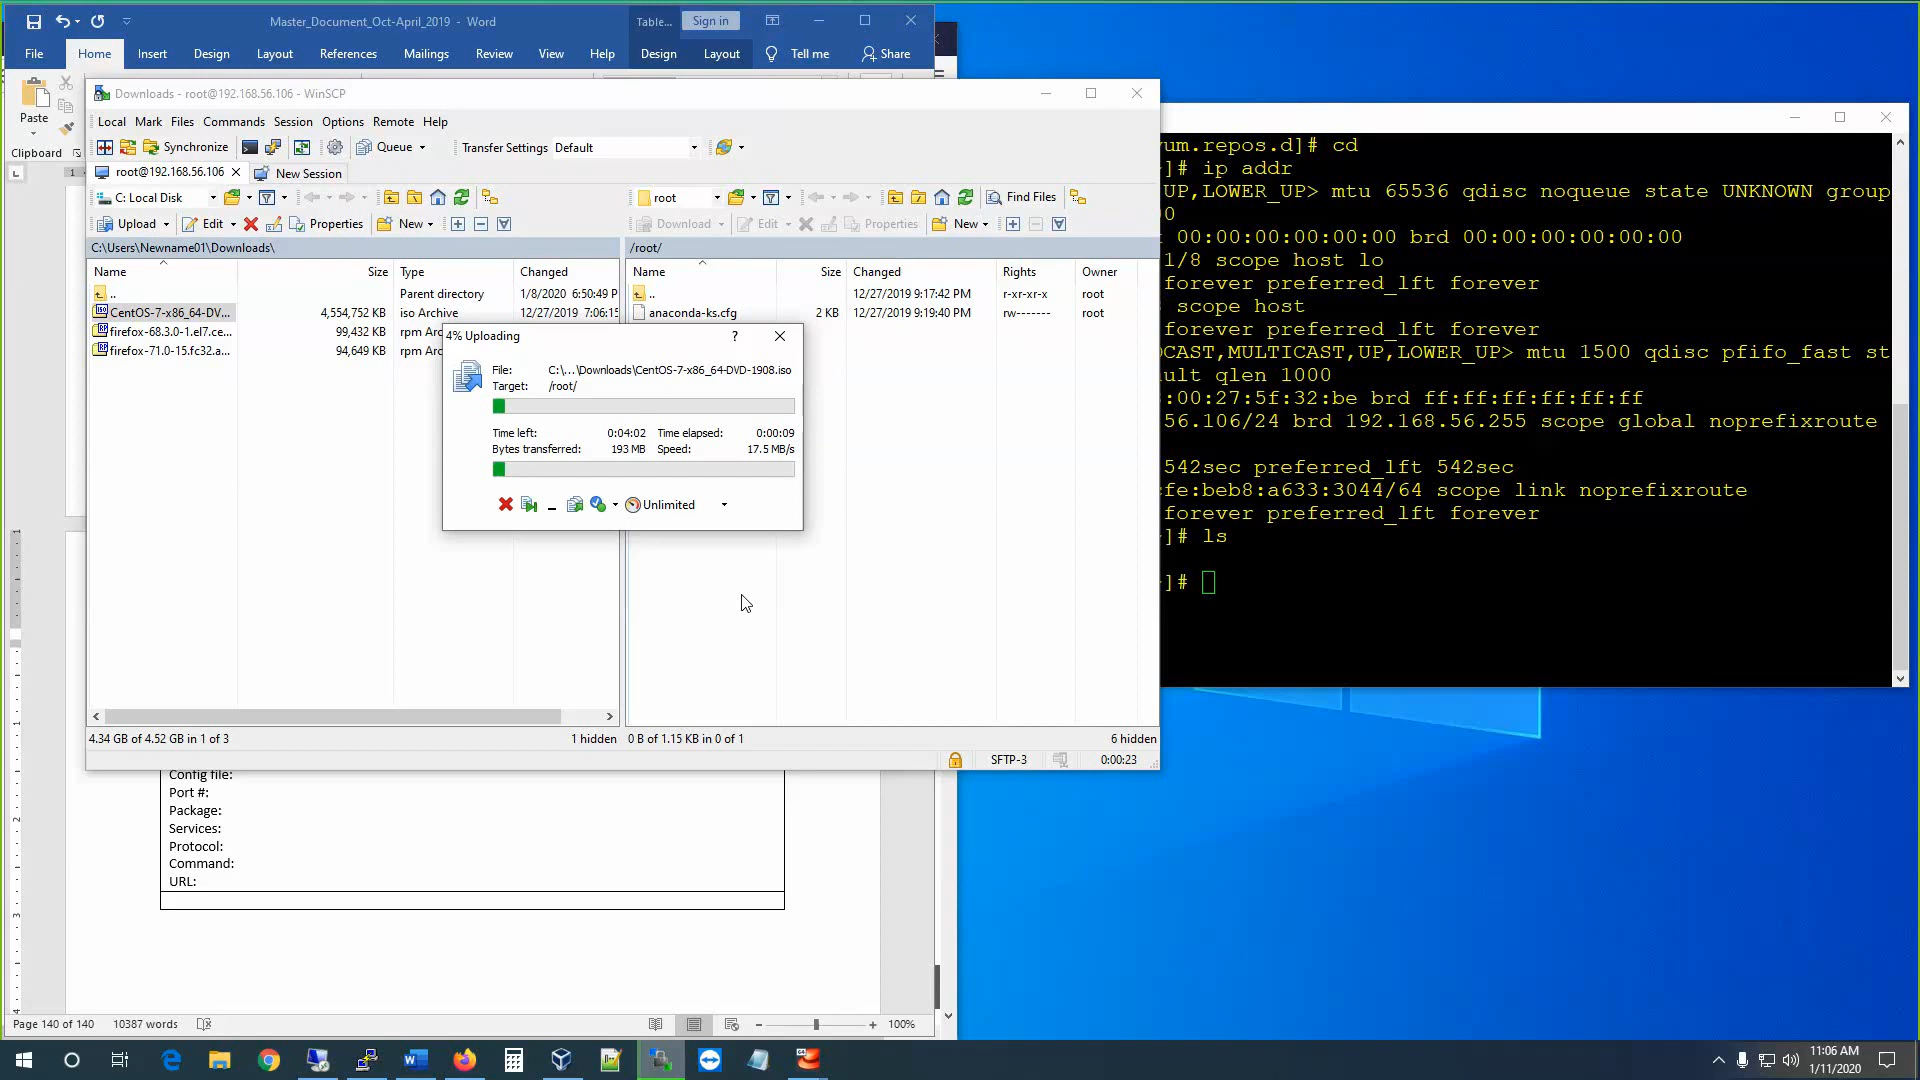 Master_Document_Oct-April_2019 - Word
Table...
Sign in
File Home Insert Design Layout References Mailings Review View Help Design Layout Tell me Share
Paste
Clipboard
Downloads - root@192.168.56.106 - WinSCP
Local Mark Files Commands Session Options Remote Help
Synchronize Queue Transfer Settings Default
root@192.168.56.106 New Session
C: Local Disk root Find Files
Upload Edit Properties New Download Edit Properties New
C:\Users\Newname01\Downloads\ /root/
Name Size Type Changed Name Size Changed Rights Owner
.. Parent directory 1/8/2020 6:50:49 P .. 12/27/2019 9:17:42 PM r-xr-xr-x root
CentOS-7-x86_64-DV... 4,554,752 KB iso Archive 12/27/2019 7:06:15 anaconda-ks.cfg 2 KB 12/27/2019 9:19:40 PM rw------- root
firefox-68.3.0-1.el7.ce... 99,432 KB rpm Arc
firefox-71.0-15.fc32.a... 94,649 KB rpm Arc
4% Uploading ?
File: C:\...\Downloads\CentOS-7-x86_64-DVD-1908.iso
Target: /root/
Time left: 0:04:02 Time elapsed: 0:00:09
Bytes transferred: 193 MB Speed: 17.5 MB/s
Unlimited
4.34 GB of 4.52 GB in 1 of 3 1 hidden 0 B of 1.15 KB in 0 of 1 6 hidden
SFTP-3 0:00:23
um.repos.d]# cd
]# ip addr
UP,LOWER_UP> mtu 65536 qdisc noqueue state UNKNOWN group
00:00:00:00:00:00 brd 00:00:00:00:00:00
1/8 scope host lo
forever preferred_lft forever
scope host
forever preferred_lft forever
CAST,MULTICAST,UP,LOWER_UP> mtu 1500 qdisc pfifo_fast st
ult qlen 1000
:00:27:5f:32:be brd ff:ff:ff:ff:ff:ff
56.106/24 brd 192.168.56.255 scope global noprefixroute
542sec preferred_lft 542sec
fe:beb8:a633:3044/64 scope link noprefixroute
forever preferred_lft forever
]# ls
]#
Config file:
Port #:
Package:
Services:
Protocol:
Command:
URL:
Page 140 of 140 10387 words 100%
11:06 AM
1/11/2020